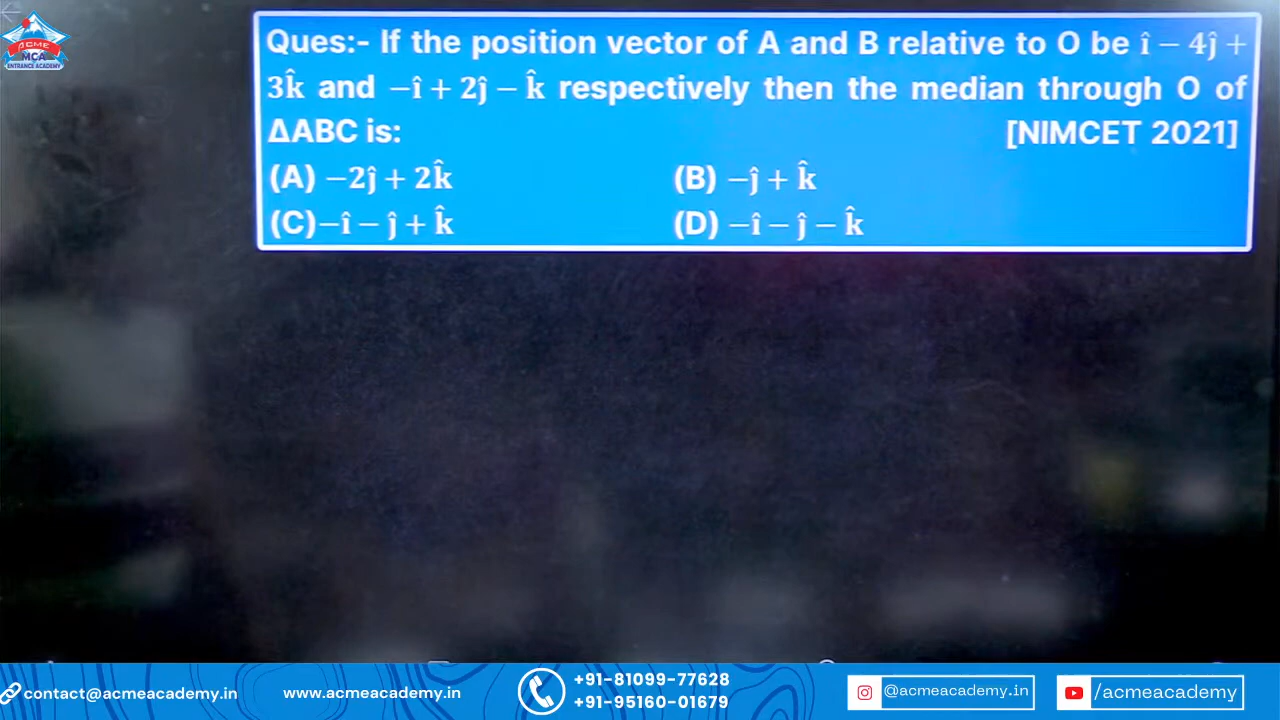 ACME
MCA
ENTRANCE ACADEMY
Ques:- If the position vector of A and B relative to O be î − 4ĵ +
3k̂ and −î + 2ĵ − k̂ respectively then the median through O of
ΔABC is: [NIMCET 2021]
(A) −2ĵ + 2k̂ (B) −ĵ + k̂
(C)−î − ĵ + k̂ (D) −î − ĵ − k̂
contact@acmeacademy.in www.acmeacademy.in +91-81099-77628 @acmeacademy.in /acmeacademy
+91-95160-01679